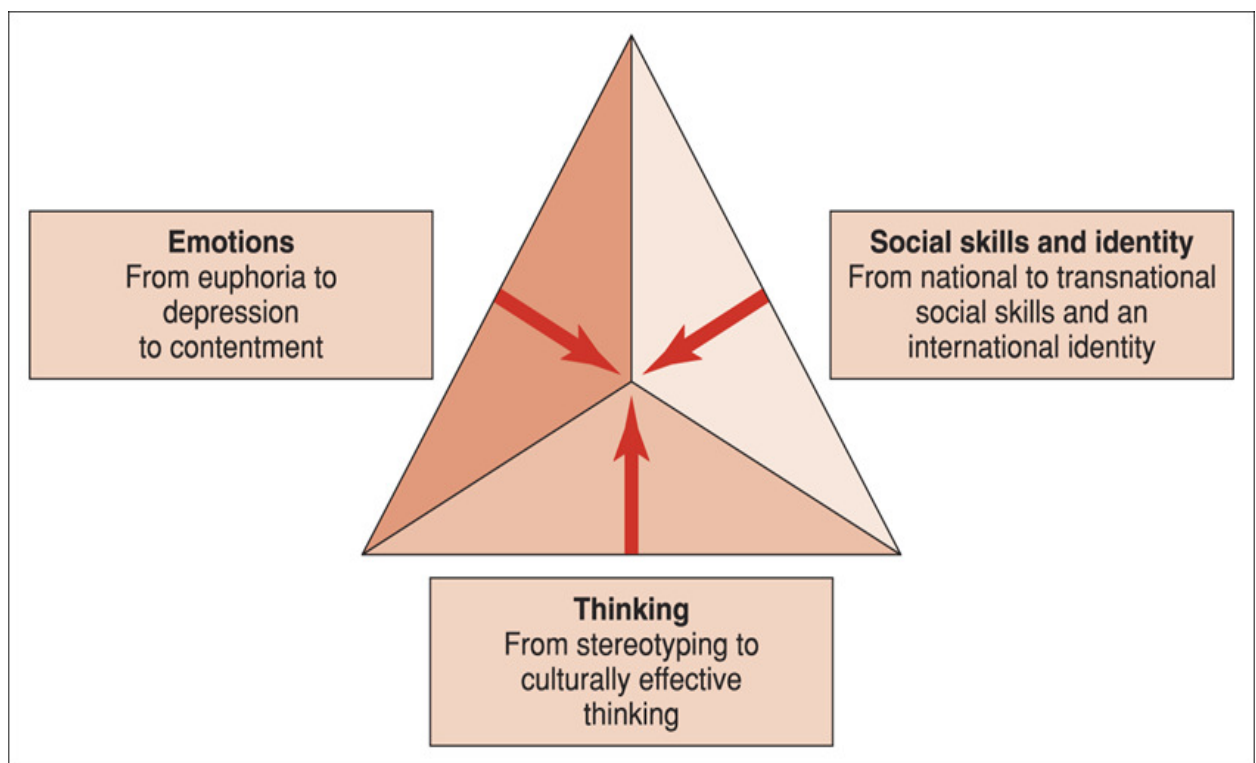 Emotions
From euphoria to
depression
to contentment
Social skills and identity
From national to transnational
social skills and an
international identity
Thinking
From stereotyping to
culturally effective
thinking